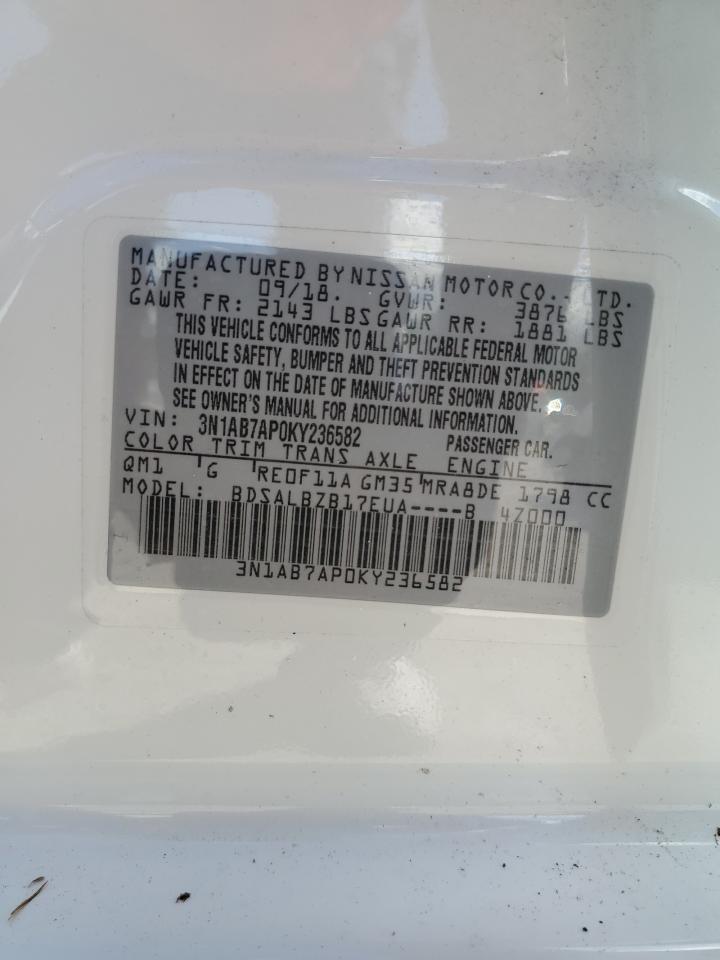 MANUFACTURED BY NISSAN MOTOR CO., LTD.
DATE: 09/18. GVWR: 3876 LBS
GAWR FR: 2143 LBS GAWR RR: 1881 LBS
THIS VEHICLE CONFORMS TO ALL APPLICABLE FEDERAL MOTOR
VEHICLE SAFETY, BUMPER AND THEFT PREVENTION STANDARDS
IN EFFECT ON THE DATE OF MANUFACTURE SHOWN ABOVE.
SEE OWNER'S MANUAL FOR ADDITIONAL INFORMATION.
VIN: 3N1AB7AP0KY236582 PASSENGER CAR.
COLOR TRIM TRANS AXLE ENGINE
QM1 G RE0F11A GM35 MRA8DE 1798 CC
MODEL: BDSALBZB17EUA----B 4Z000
3N1AB7AP0KY236582